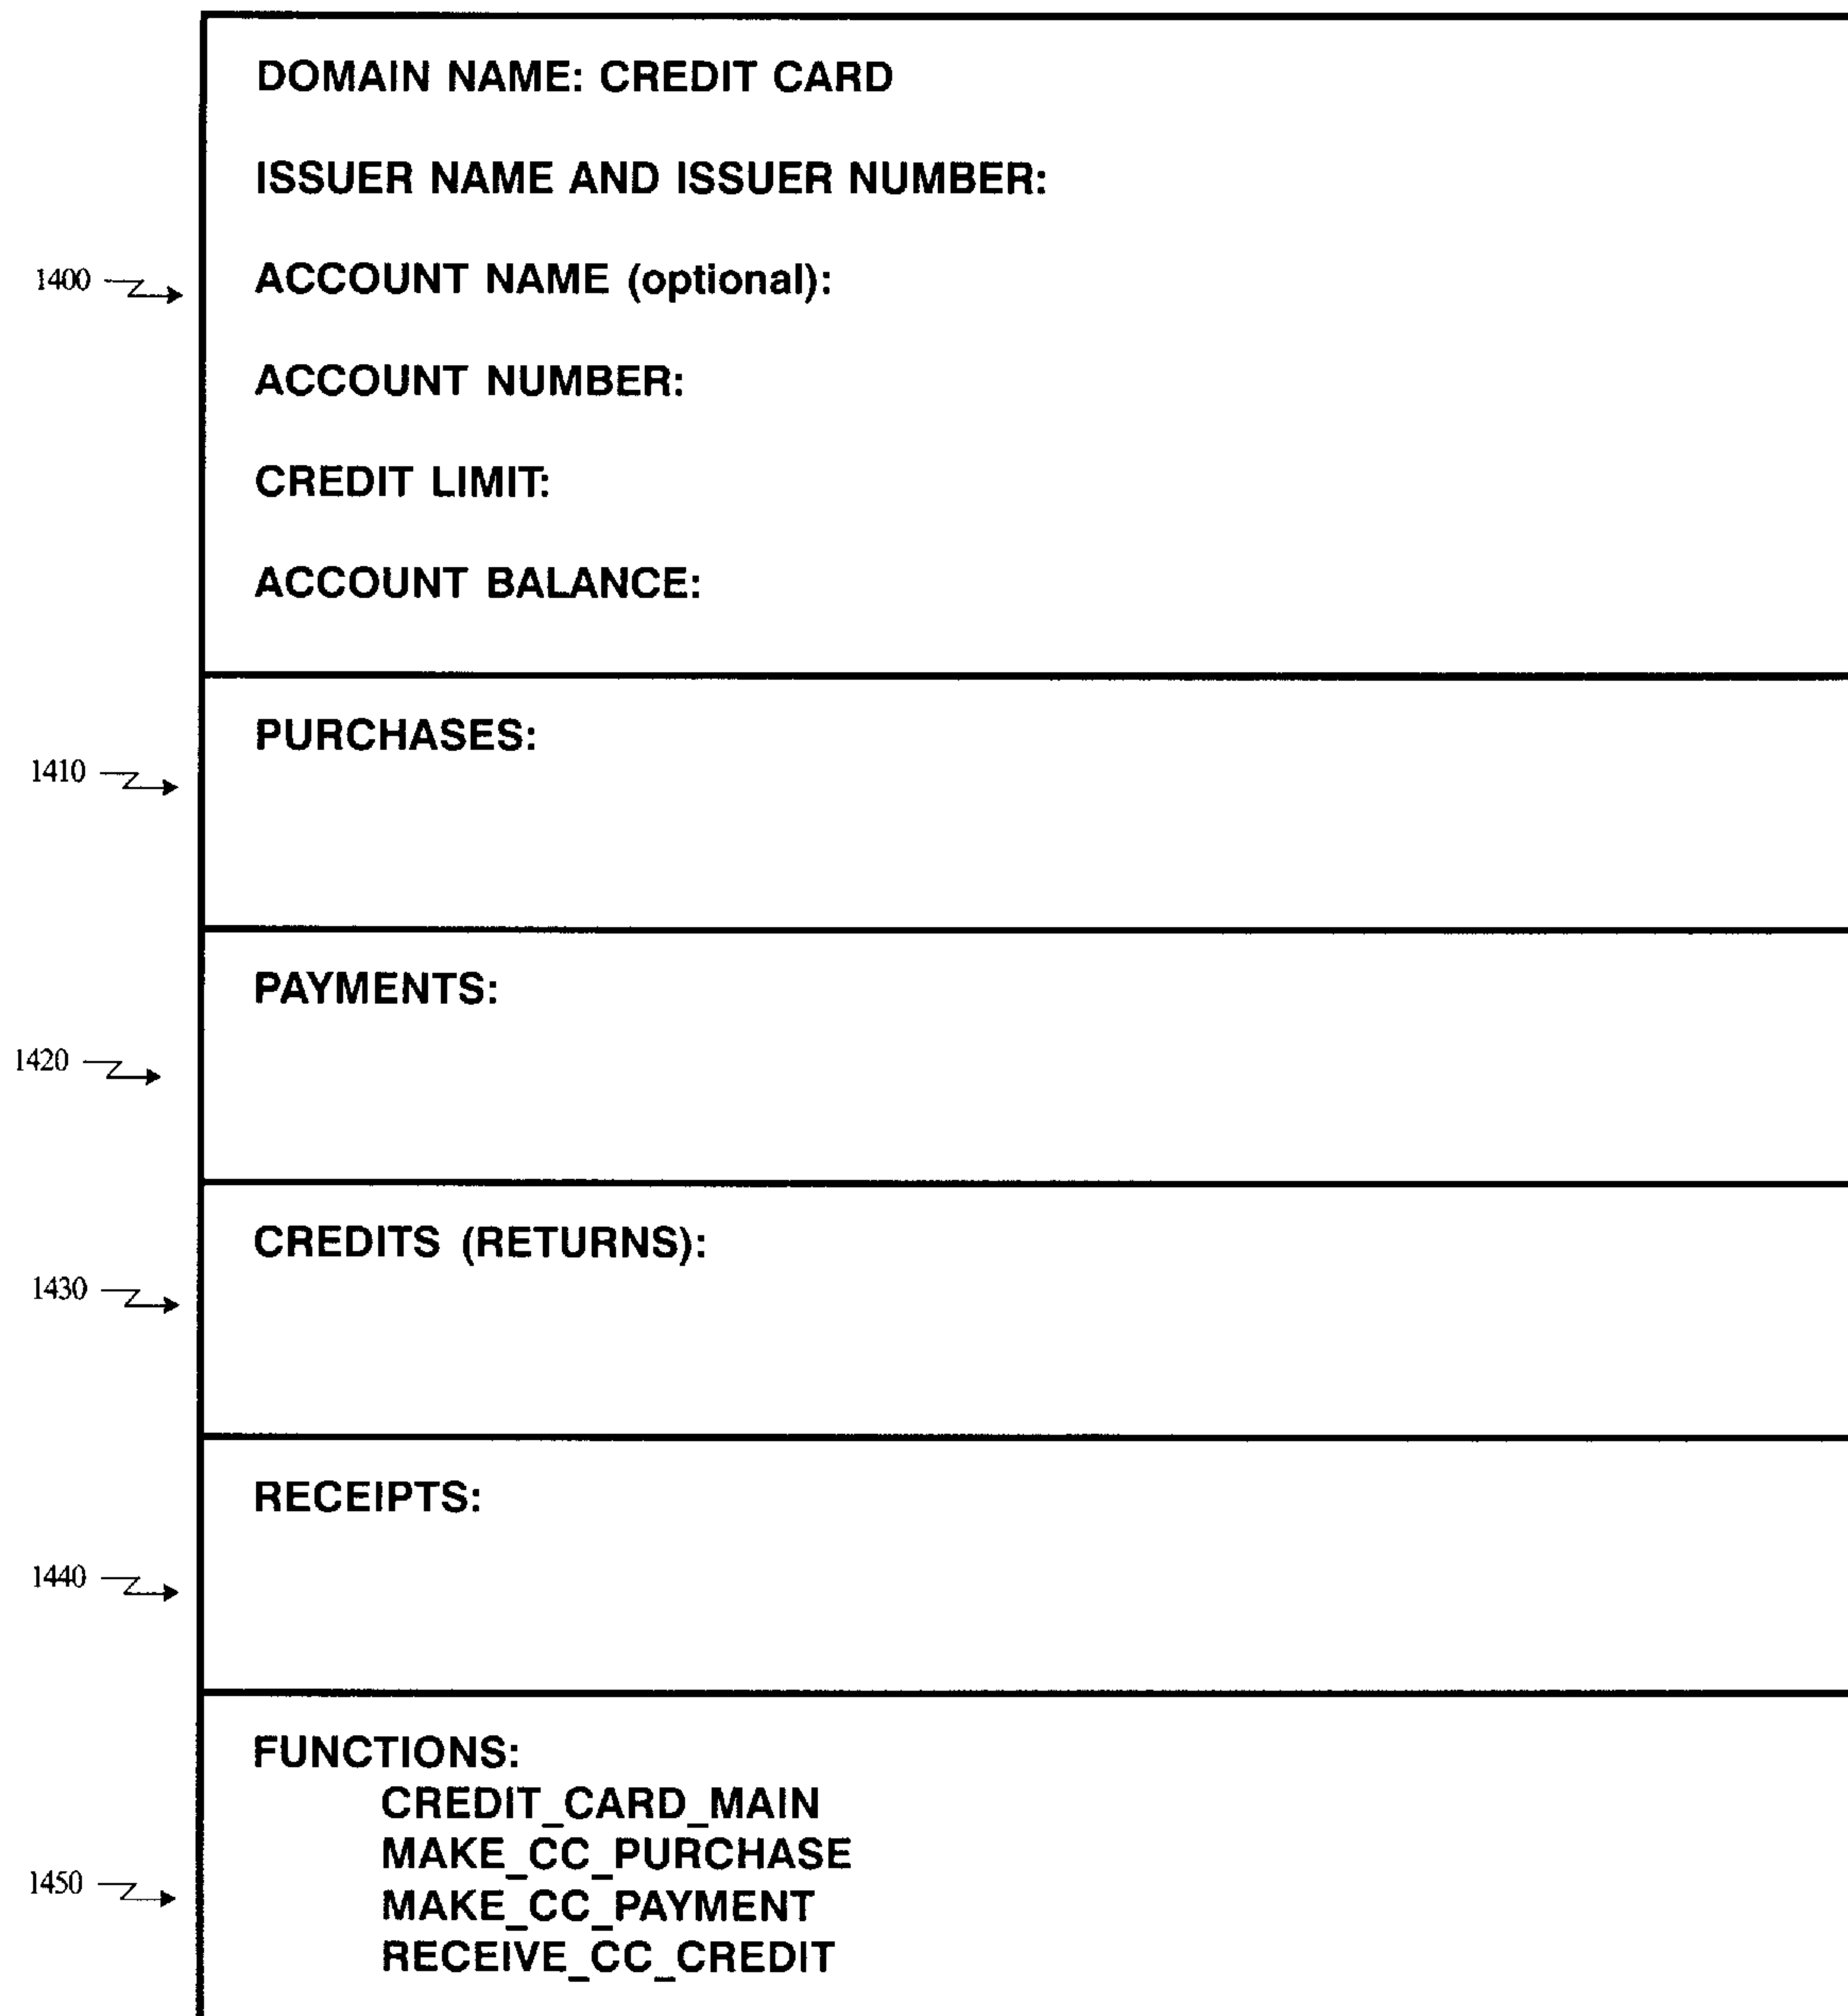 DOMAIN NAME: CREDIT CARD
ISSUER NAME AND ISSUER NUMBER:
1400
ACCOUNT NAME (optional):
ACCOUNT NUMBER:
CREDIT LIMIT:
ACCOUNT BALANCE:
PURCHASES:
1410
PAYMENTS:
1420
CREDITS (RETURNS):
1430
RECEIPTS:
1440
FUNCTIONS:
CREDIT_CARD_MAIN
MAKE_CC_PURCHASE
1450
MAKE_CC_PAYMENT
RECEIVE_CC_CREDIT